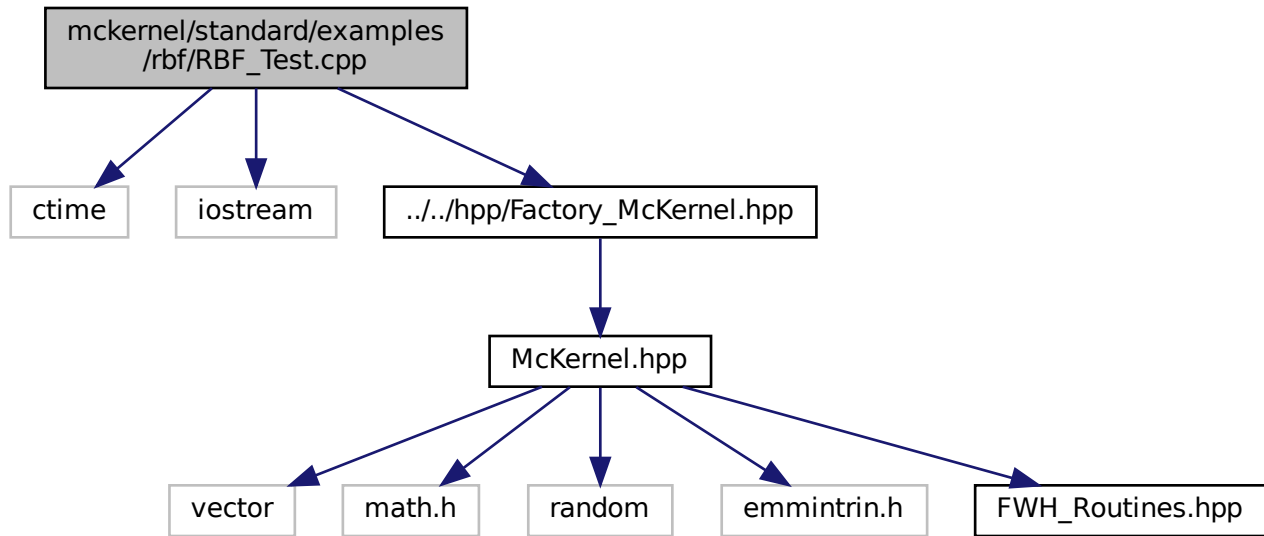 mckernel/standard/examples
/rbf/RBF_Test.cpp
ctime
iostream
../../hpp/Factory_McKernel.hpp
McKernel.hpp
vector
math.h
random
emmintrin.h
FWH_Routines.hpp